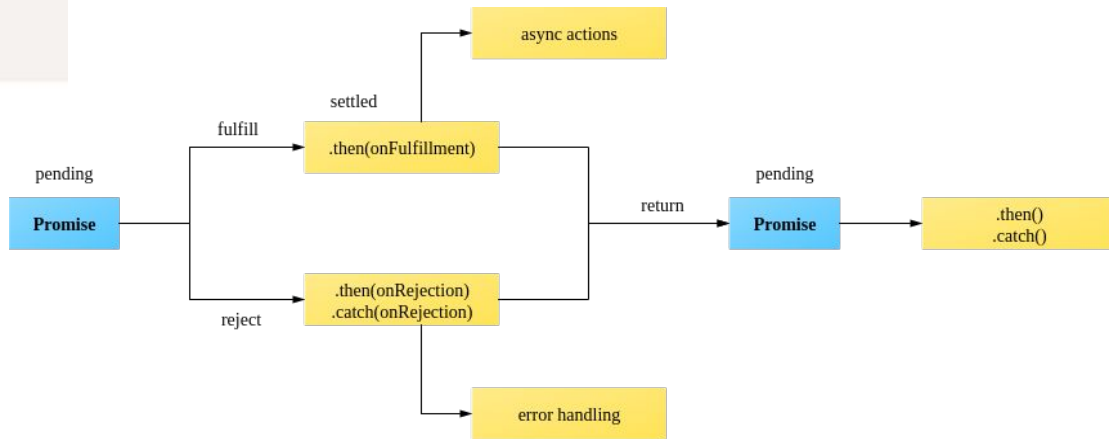 async actions
settled
fulfill
.then(onFulfillment)
pending
Promise
return
pending
Promise
.then()
.catch()
.then(onRejection)
.catch(onRejection)
reject
error handling